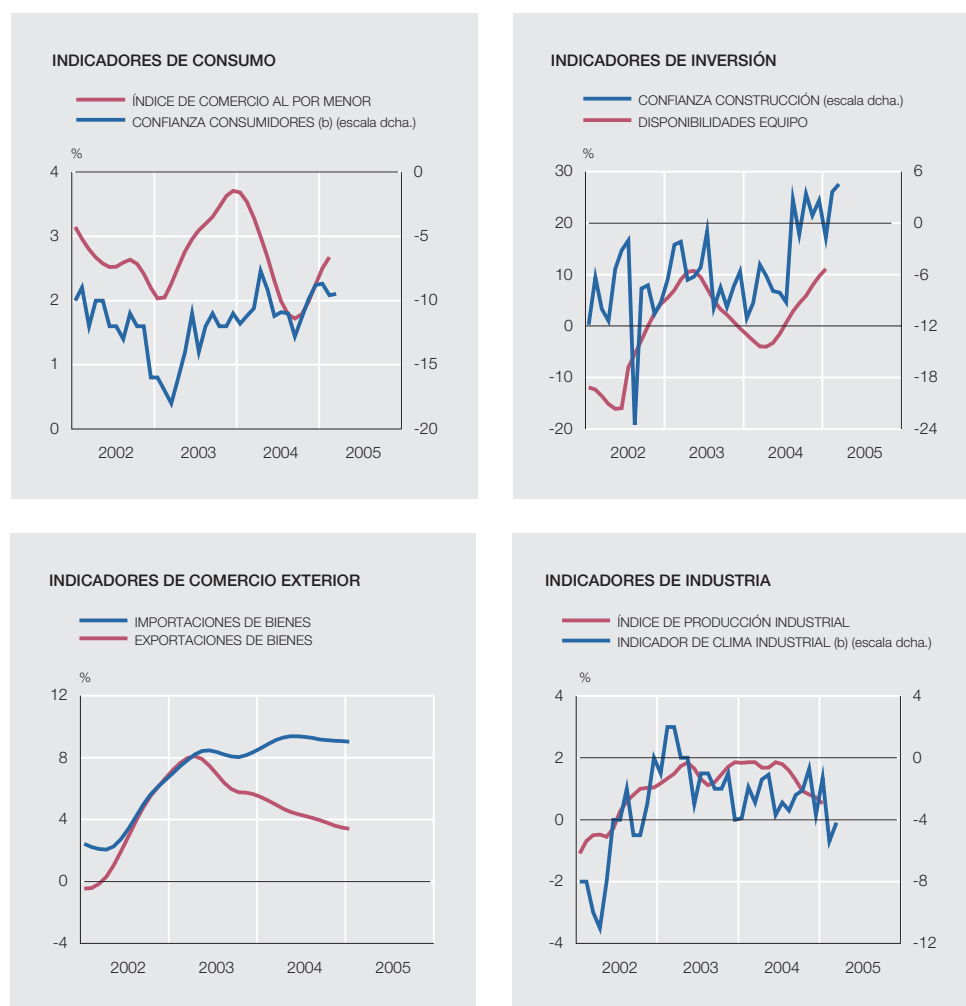 INDICADORES DE CONSUMO
ÍNDICE DE COMERCIO AL POR MENOR
CONFIANZA CONSUMIDORES (b) (escala dcha.)
%
4 0
3 -5
2 -10
1 -15
0 -20
2002 2003 2004 2005
INDICADORES DE INVERSIÓN
CONFIANZA CONSTRUCCIÓN (escala dcha.)
DISPONIBILIDADES EQUIPO
%
30 6
20 0
10 -6
0 -12
-10 -18
-20 -24
2002 2003 2004 2005
INDICADORES DE COMERCIO EXTERIOR
IMPORTACIONES DE BIENES
EXPORTACIONES DE BIENES
%
12
8
4
0
-4
2002 2003 2004 2005
INDICADORES DE INDUSTRIA
ÍNDICE DE PRODUCCIÓN INDUSTRIAL
INDICADOR DE CLIMA INDUSTRIAL (b) (escala dcha.)
%
4 4
2 0
0 -4
-2 -8
-4 -12
2002 2003 2004 2005